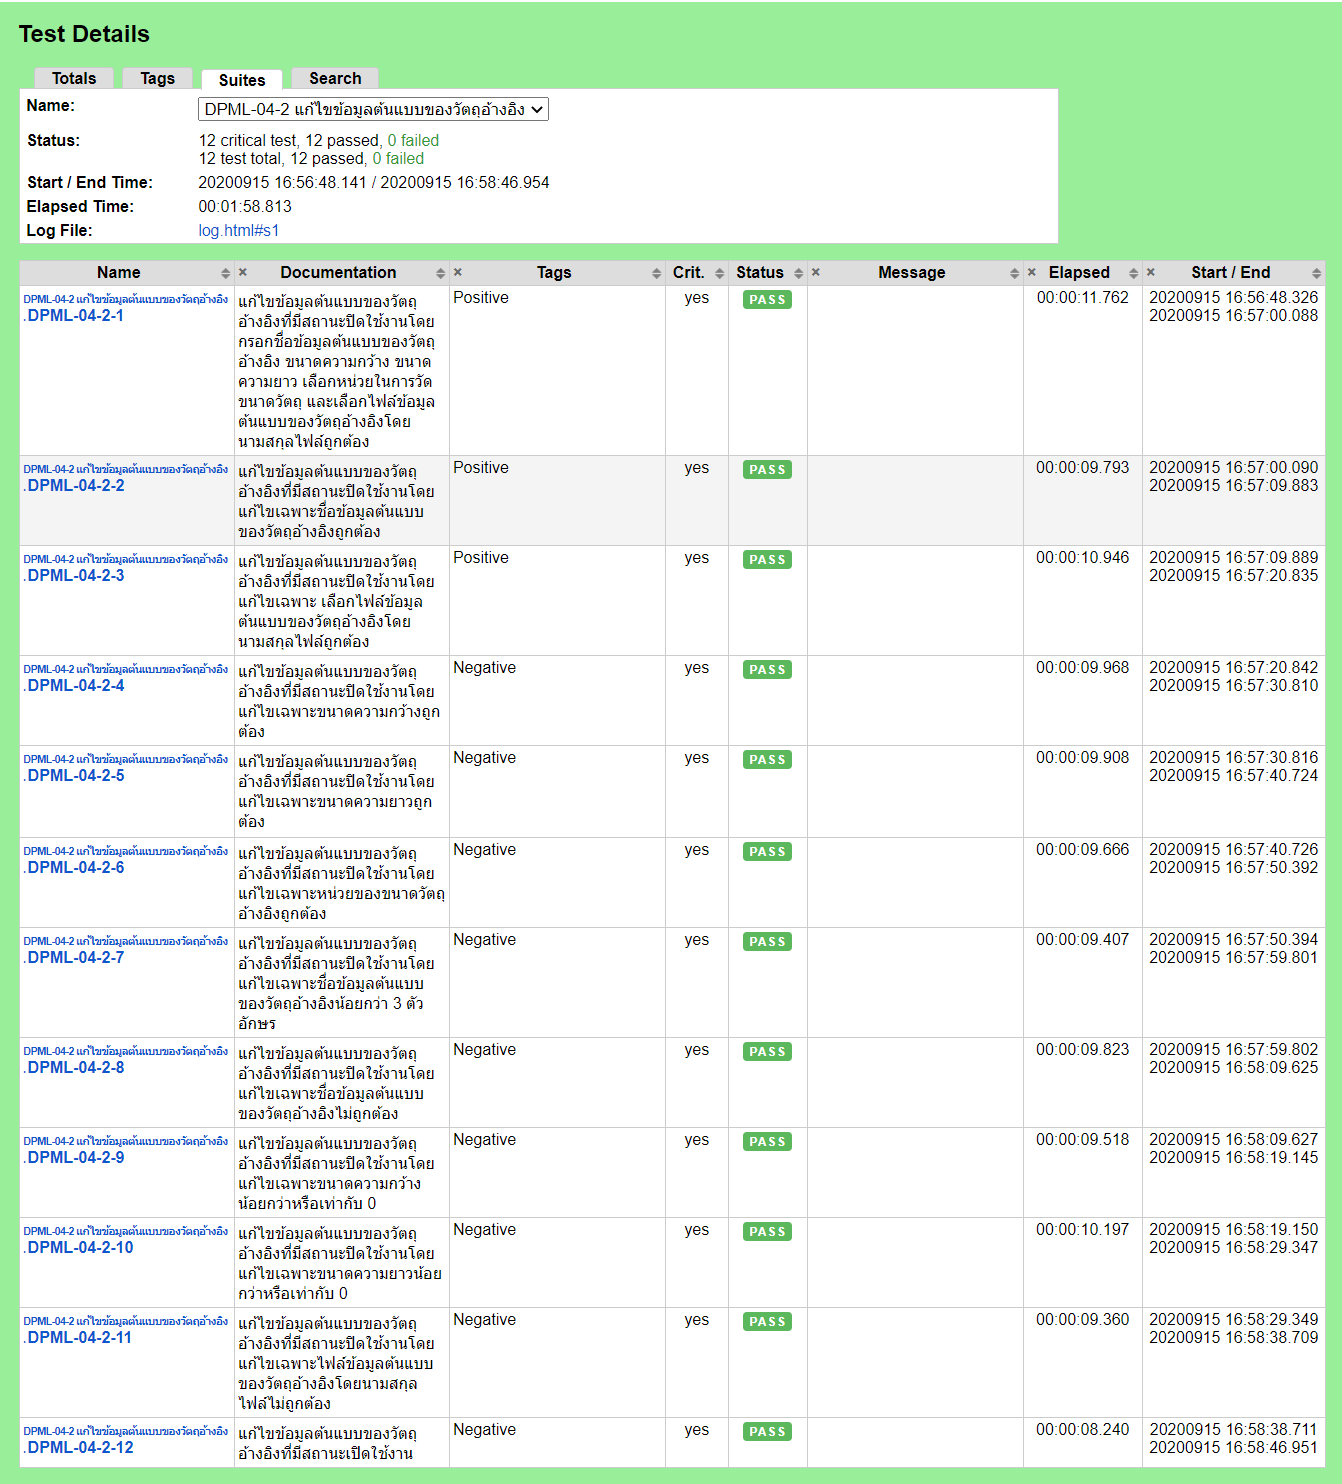 Test Details
Totals Tags Suites Search
Name: DPML-04-2 แก้ไขข้อมูลต้นแบบของวัตถุอ้างอิง
Status: 12 critical test, 12 passed, 0 failed
12 test total, 12 passed, 0 failed
Start / End Time: 20200915 16:56:48.141 / 20200915 16:58:46.954
Elapsed Time: 00:01:58.813
Log File: log.html#s1
Name × Documentation × Tags Crit. Status × Message × Elapsed × Start / End
DPML-04-2 แก้ไขข้อมูลต้นแบบของวัตถุอ้างอิง
.DPML-04-2-1
แก้ไขข้อมูลต้นแบบของวัตถุ
อ้างอิงที่มีสถานะปิดใช้งานโดย
กรอกชื่อข้อมูลต้นแบบของวัตถุ
อ้างอิง ขนาดความกว้าง ขนาด
ความยาว เลือกหน่วยในการวัด
ขนาดวัตถุ และเลือกไฟล์ข้อมูล
ต้นแบบของวัตถุอ้างอิงโดย
นามสกุลไฟล์ถูกต้อง
Positive yes PASS 00:00:11.762 20200915 16:56:48.326
20200915 16:57:00.088
DPML-04-2 แก้ไขข้อมูลต้นแบบของวัตถุอ้างอิง
.DPML-04-2-2
แก้ไขข้อมูลต้นแบบของวัตถุ
อ้างอิงที่มีสถานะปิดใช้งานโดย
แก้ไขเฉพาะชื่อข้อมูลต้นแบบ
ของวัตถุอ้างอิงถูกต้อง
Positive yes PASS 00:00:09.793 20200915 16:57:00.090
20200915 16:57:09.883
DPML-04-2 แก้ไขข้อมูลต้นแบบของวัตถุอ้างอิง
.DPML-04-2-3
แก้ไขข้อมูลต้นแบบของวัตถุ
อ้างอิงที่มีสถานะปิดใช้งานโดย
แก้ไขเฉพาะ เลือกไฟล์ข้อมูล
ต้นแบบของวัตถุอ้างอิงโดย
นามสกุลไฟล์ถูกต้อง
Positive yes PASS 00:00:10.946 20200915 16:57:09.889
20200915 16:57:20.835
DPML-04-2 แก้ไขข้อมูลต้นแบบของวัตถุอ้างอิง
.DPML-04-2-4
แก้ไขข้อมูลต้นแบบของวัตถุ
อ้างอิงที่มีสถานะปิดใช้งานโดย
แก้ไขเฉพาะขนาดความกว้างถูก
ต้อง
Negative yes PASS 00:00:09.968 20200915 16:57:20.842
20200915 16:57:30.810
DPML-04-2 แก้ไขข้อมูลต้นแบบของวัตถุอ้างอิง
.DPML-04-2-5
แก้ไขข้อมูลต้นแบบของวัตถุ
อ้างอิงที่มีสถานะปิดใช้งานโดย
แก้ไขเฉพาะขนาดความยาวถูก
ต้อง
Negative yes PASS 00:00:09.908 20200915 16:57:30.816
20200915 16:57:40.724
DPML-04-2 แก้ไขข้อมูลต้นแบบของวัตถุอ้างอิง
.DPML-04-2-6
แก้ไขข้อมูลต้นแบบของวัตถุ
อ้างอิงที่มีสถานะปิดใช้งานโดย
แก้ไขเฉพาะหน่วยของขนาดวัตถุ
อ้างอิงถูกต้อง
Negative yes PASS 00:00:09.666 20200915 16:57:40.726
20200915 16:57:50.392
DPML-04-2 แก้ไขข้อมูลต้นแบบของวัตถุอ้างอิง
.DPML-04-2-7
แก้ไขข้อมูลต้นแบบของวัตถุ
อ้างอิงที่มีสถานะปิดใช้งานโดย
แก้ไขเฉพาะชื่อข้อมูลต้นแบบ
ของวัตถุอ้างอิงน้อยกว่า 3 ตัว
อักษร
Negative yes PASS 00:00:09.407 20200915 16:57:50.394
20200915 16:57:59.801
DPML-04-2 แก้ไขข้อมูลต้นแบบของวัตถุอ้างอิง
.DPML-04-2-8
แก้ไขข้อมูลต้นแบบของวัตถุ
อ้างอิงที่มีสถานะปิดใช้งานโดย
แก้ไขเฉพาะชื่อข้อมูลต้นแบบ
ของวัตถุอ้างอิงไม่ถูกต้อง
Negative yes PASS 00:00:09.823 20200915 16:57:59.802
20200915 16:58:09.625
DPML-04-2 แก้ไขข้อมูลต้นแบบของวัตถุอ้างอิง
.DPML-04-2-9
แก้ไขข้อมูลต้นแบบของวัตถุ
อ้างอิงที่มีสถานะปิดใช้งานโดย
แก้ไขเฉพาะขนาดความกว้าง
น้อยกว่าหรือเท่ากับ 0
Negative yes PASS 00:00:09.518 20200915 16:58:09.627
20200915 16:58:19.145
DPML-04-2 แก้ไขข้อมูลต้นแบบของวัตถุอ้างอิง
.DPML-04-2-10
แก้ไขข้อมูลต้นแบบของวัตถุ
อ้างอิงที่มีสถานะปิดใช้งานโดย
แก้ไขเฉพาะขนาดความยาวน้อย
กว่าหรือเท่ากับ 0
Negative yes PASS 00:00:10.197 20200915 16:58:19.150
20200915 16:58:29.347
DPML-04-2 แก้ไขข้อมูลต้นแบบของวัตถุอ้างอิง
.DPML-04-2-11
แก้ไขข้อมูลต้นแบบของวัตถุ
อ้างอิงที่มีสถานะปิดใช้งานโดย
แก้ไขเฉพาะไฟล์ข้อมูลต้นแบบ
ของวัตถุอ้างอิงโดยนามสกุล
ไฟล์ไม่ถูกต้อง
Negative yes PASS 00:00:09.360 20200915 16:58:29.349
20200915 16:58:38.709
DPML-04-2 แก้ไขข้อมูลต้นแบบของวัตถุอ้างอิง
.DPML-04-2-12
แก้ไขข้อมูลต้นแบบของวัตถุ
อ้างอิงที่มีสถานะเปิดใช้งาน
Negative yes PASS 00:00:08.240 20200915 16:58:38.711
20200915 16:58:46.951